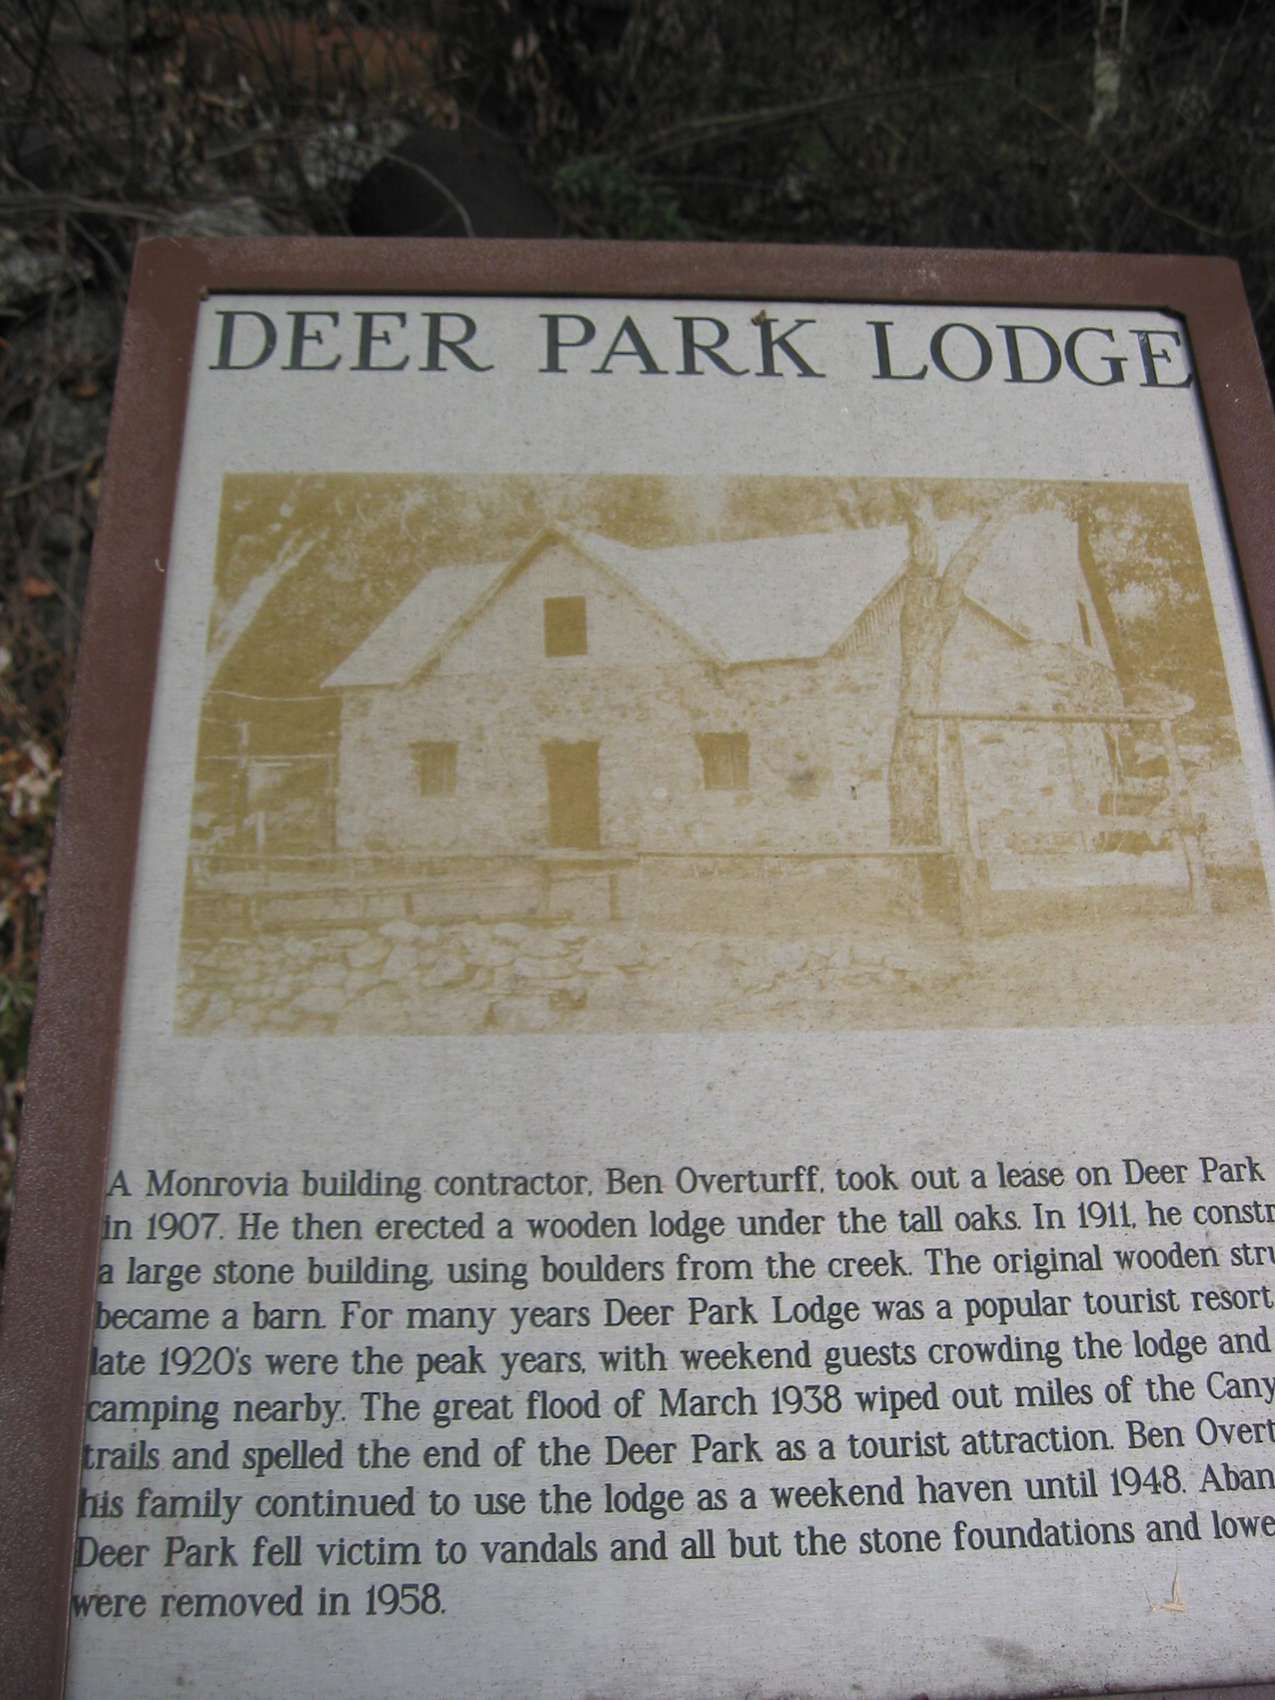 DEER PARK LODGE
A Monrovia building contractor, Ben Overturff, took out a lease on Deer Park
in 1907. He then erected a wooden lodge under the tall oaks. In 1911, he
a large stone building, using boulders from the creek. The original wooden
became a barn. For many years Deer Park Lodge was a popular tourist resort
late 1920's were the peak years, with weekend guests crowding the lodge and
camping nearby. The great flood of March 1938 wiped out miles of the
trails and spelled the end of the Deer Park as a tourist attraction. Ben
his family continued to use the lodge as a weekend haven until 1948.
Deer Park fell victim to vandals and all but the stone foundations and
were removed in 1958.